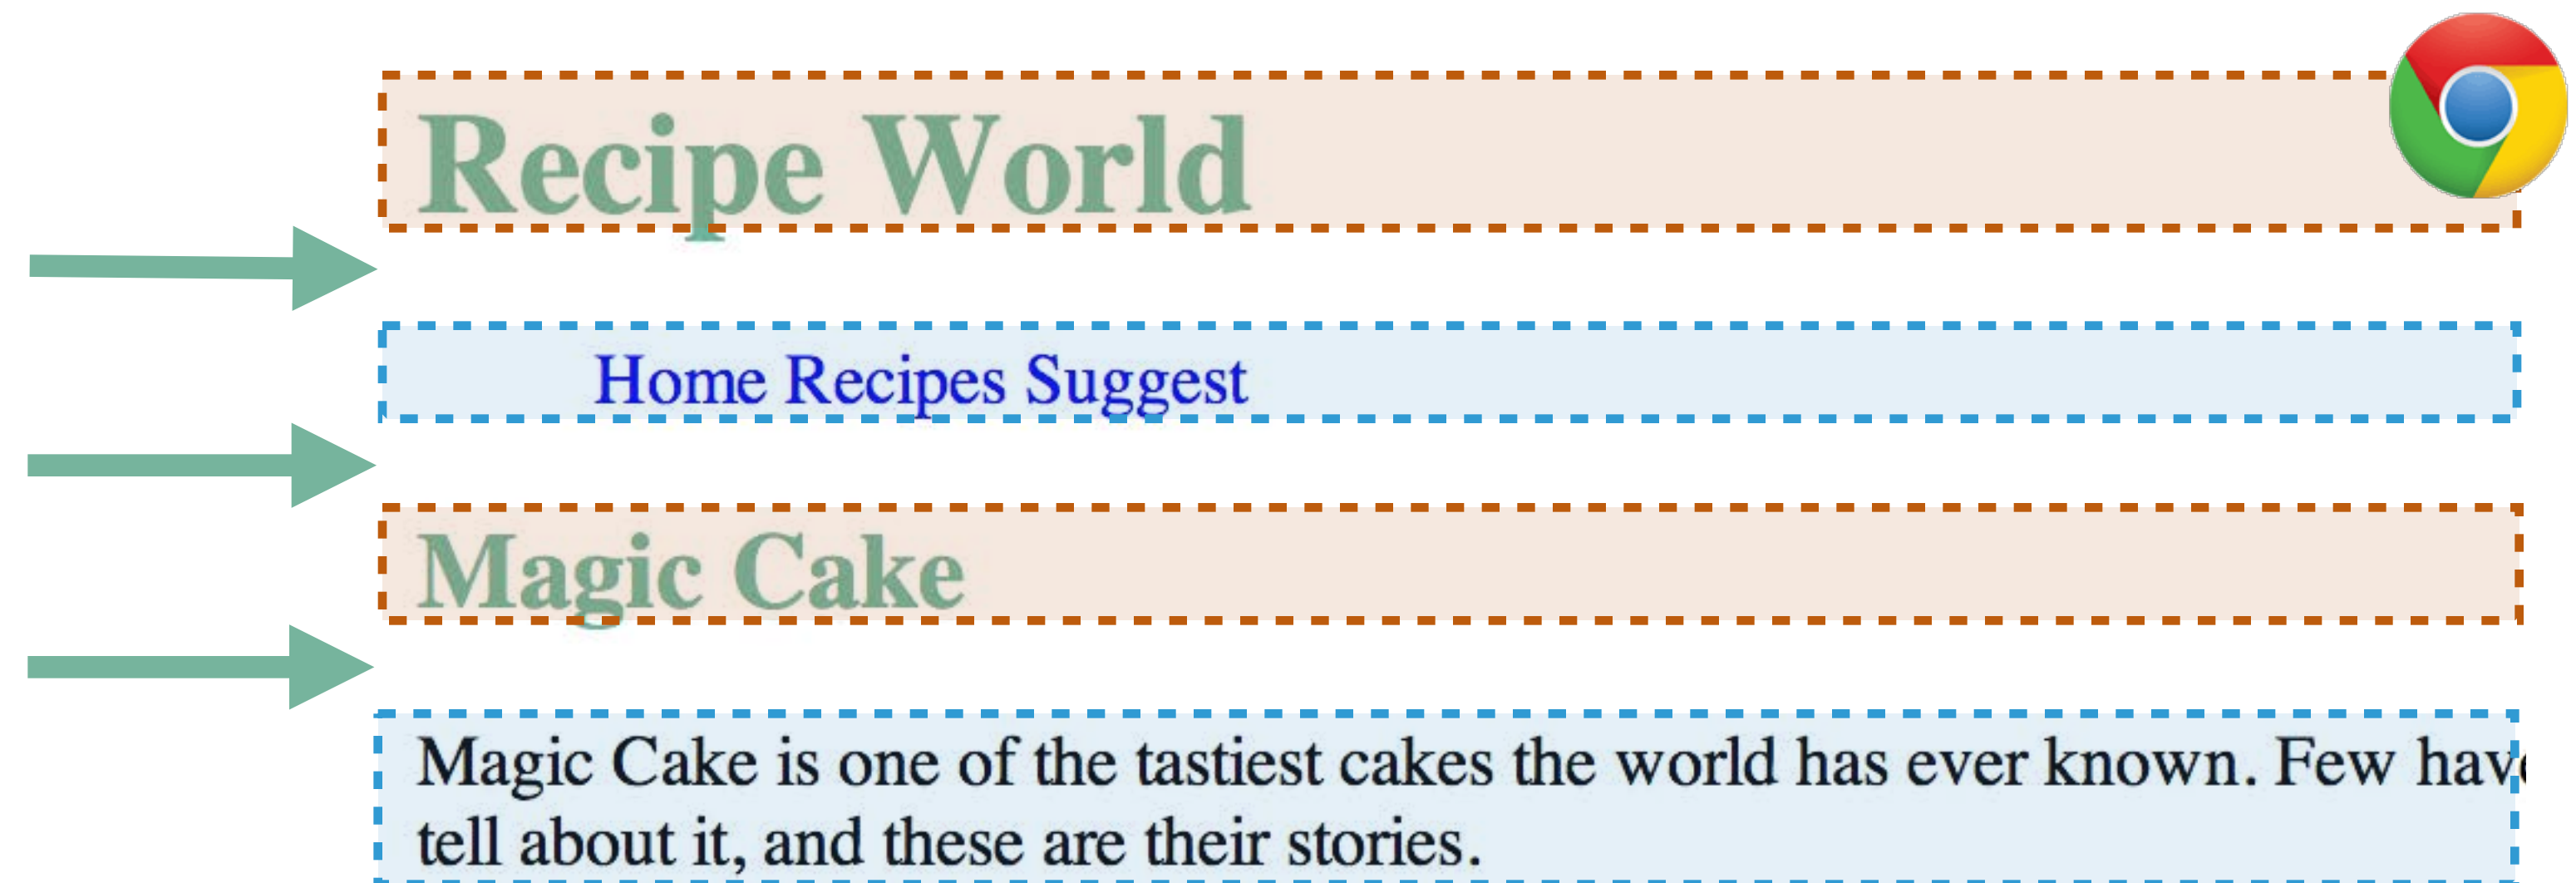 Recipe World
Home Recipes Suggest
Magic Cake
Magic Cake is one of the tastiest cakes the world has ever known. Few have
tell about it, and these are their stories.